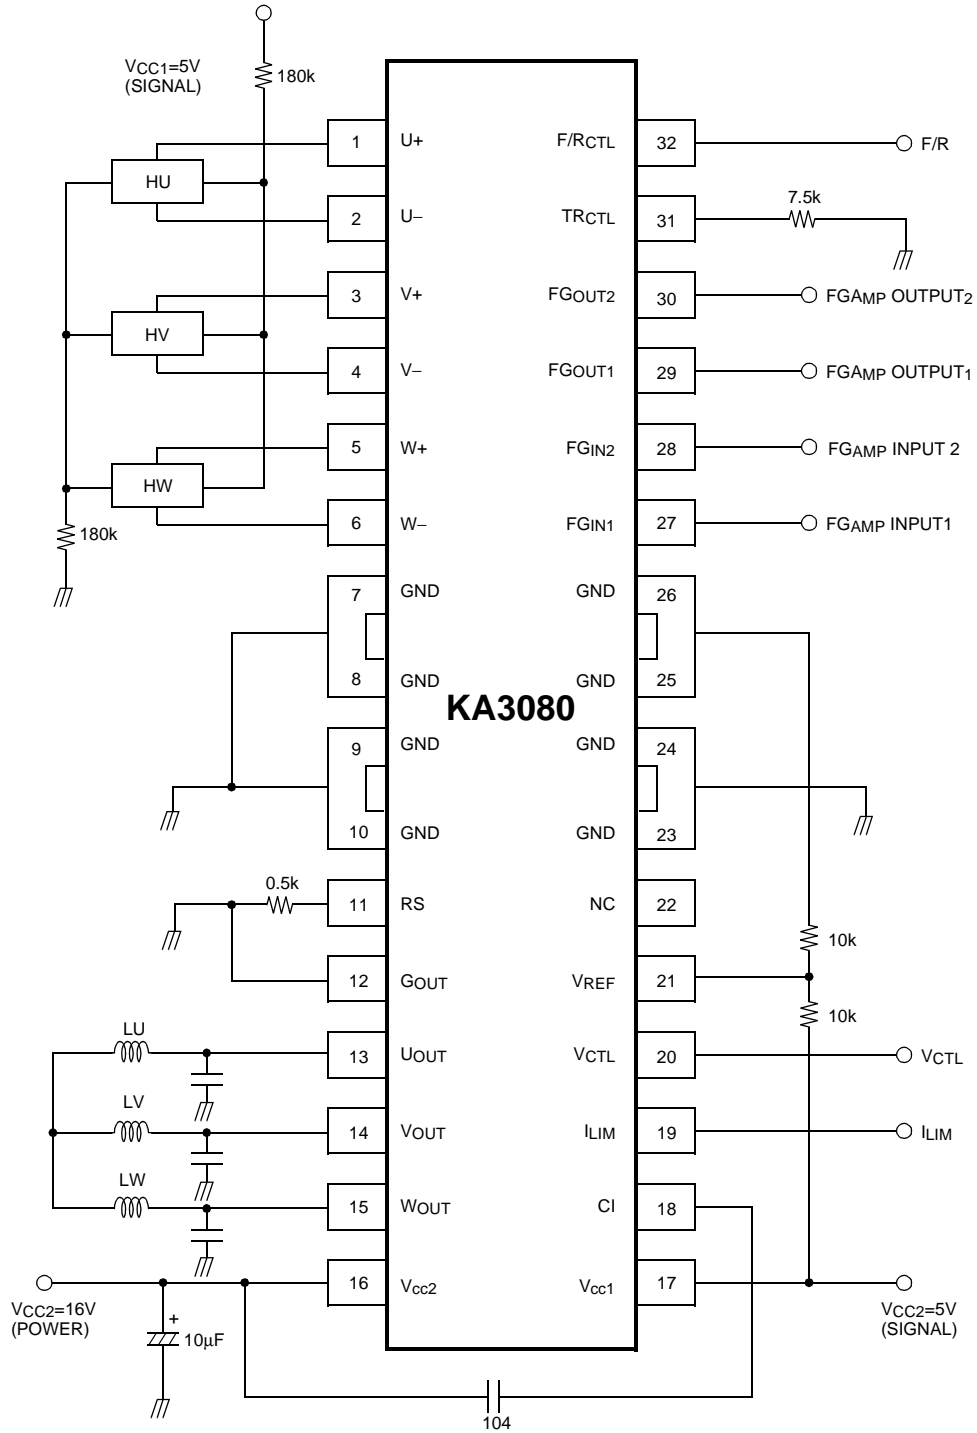 VCC1=5V
(SIGNAL)
180k
1 U+ F/RCTL 32 F/R
HU
7.5k
2 U− TRCTL 31
3 V+ FGOUT2 30 FGAMP OUTPUT2
HV
4 V− FGOUT1 29 FGAMP OUTPUT1
5 W+ FGIN2 28 FGAMP INPUT 2
HW
6 W− FGIN1 27 FGAMP INPUT1
180k
7 GND GND 26
8 GND GND 25
KA3080
9 GND GND 24
10 GND GND 23
0.5k
11 RS NC 22
10k
12 GOUT VREF 21
10k
LU
13 UOUT VCTL 20 VCTL
LV
14 VOUT ILIM 19 ILIM
LW
15 WOUT CI 18
16 Vcc2 Vcc1 17
VCC2=16V
(POWER)
VCC2=5V
(SIGNAL)
+
10µF
104